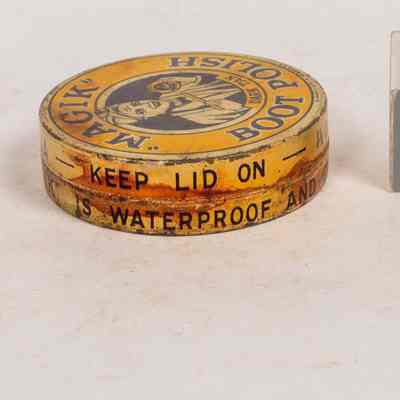 "MAGIK"
BOOT POLISH
— KEEP LID ON —
IS WATERPROOF AND